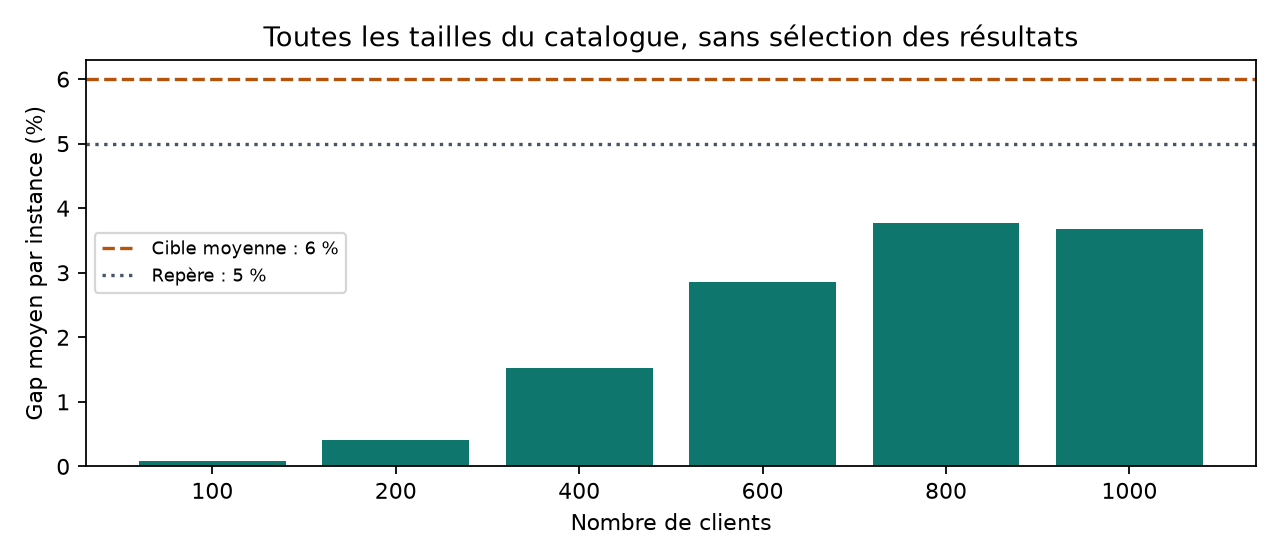 Toutes les tailles du catalogue, sans sélection des résultats
Gap moyen par instance (%)
6
5
4
3
2
1
0
Cible moyenne : 6 %
Repère : 5 %
100 200 400 600 800 1000
Nombre de clients